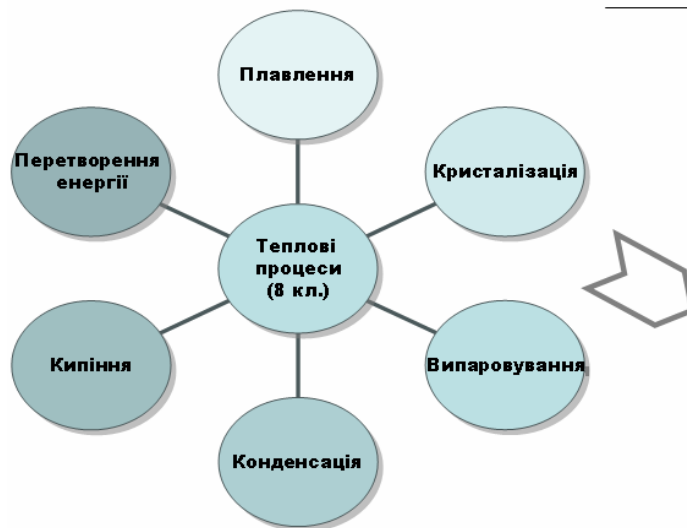 Плавлення
Перетворення
енергії
Кристалізація
Теплові
процеси
(8 кл.)
Кипіння
Випаровування
Конденсація